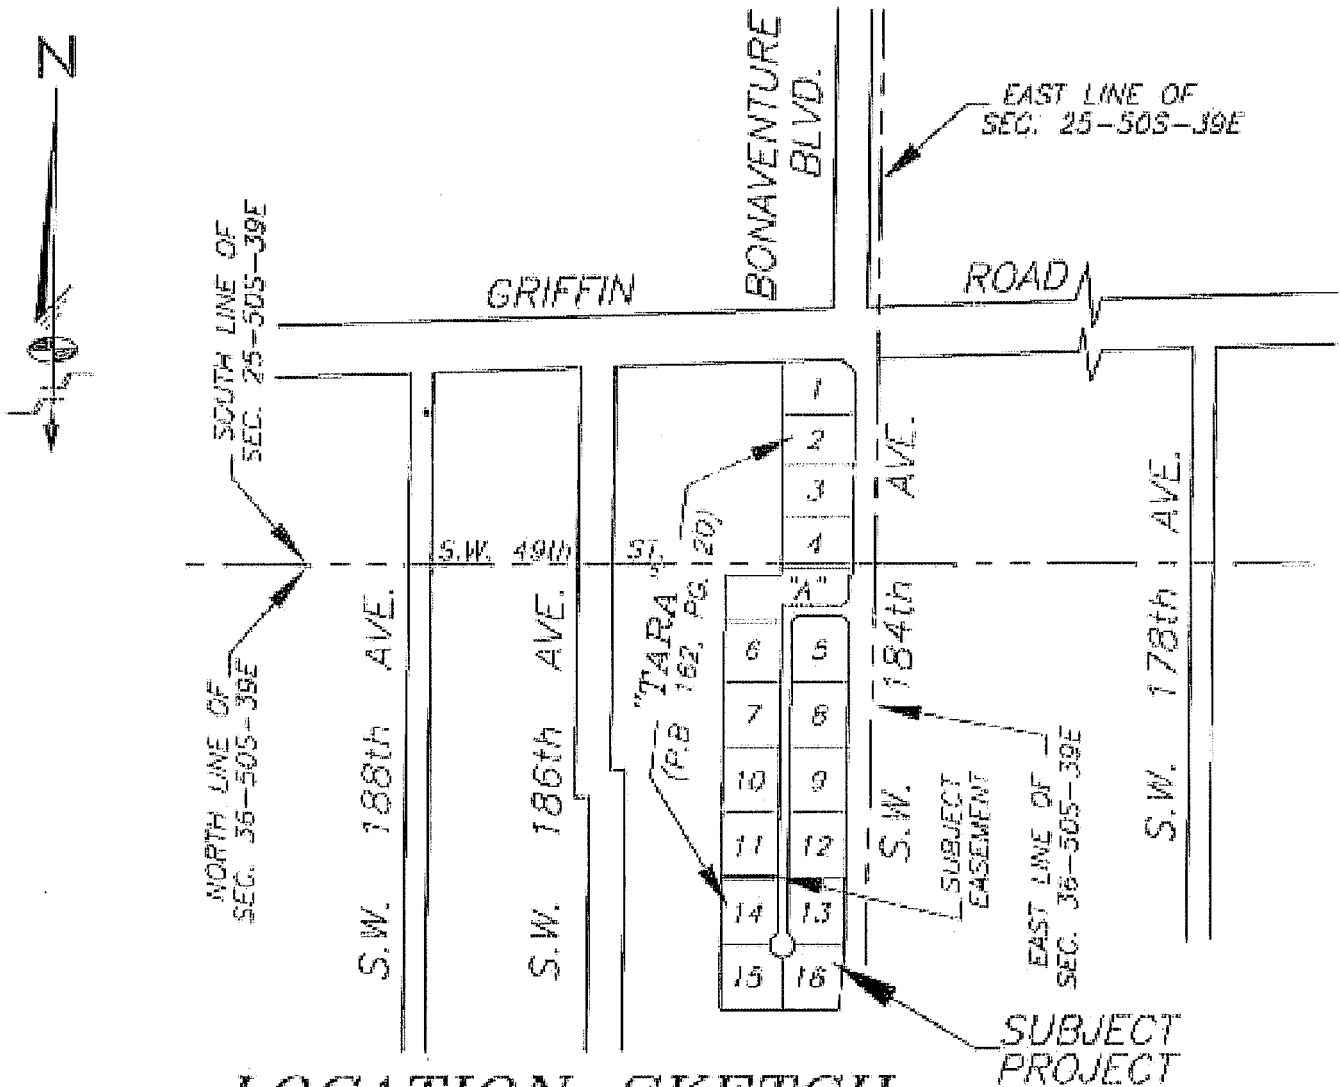 N
BONAVENTURE
BLVD.
EAST LINE OF
SEC. 25-50S-39E
SOUTH LINE OF
SEC. 25-50S-39E
GRIFFIN
ROAD
1
2
3
4
"A"
S.W. 49th ST.
"TARA"
(P.B 162, PG. 20)
6
5
7
8
10
9
11
12
14
13
15
16
NORTH LINE OF
SEC. 36-50S-39E
S.W. 188th AVE.
S.W. 186th AVE.
S.W. 184th AVE.
S.W. 178th AVE.
SUBJECT
EASEMENT
EAST LINE OF
SEC. 36-50S-39E
SUBJECT
PROJECT
LOCATION SKETCH